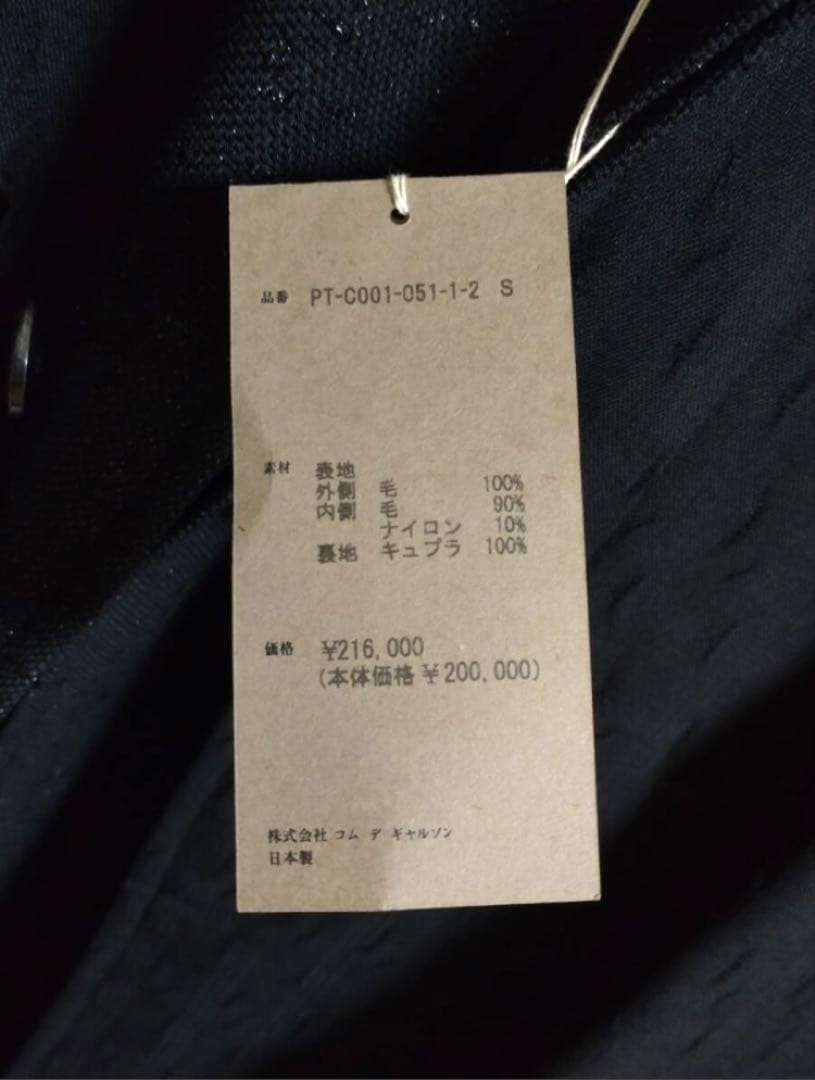 品番 PT-C001-051-1-2 S
素材 表地
外側 毛 100%
内側 毛 90%
ナイロン 10%
裏地 キュプラ 100%
価格 ¥216,000
(本体価格 ¥200,000)
株式会社 コム デ ギャルソン
日本製